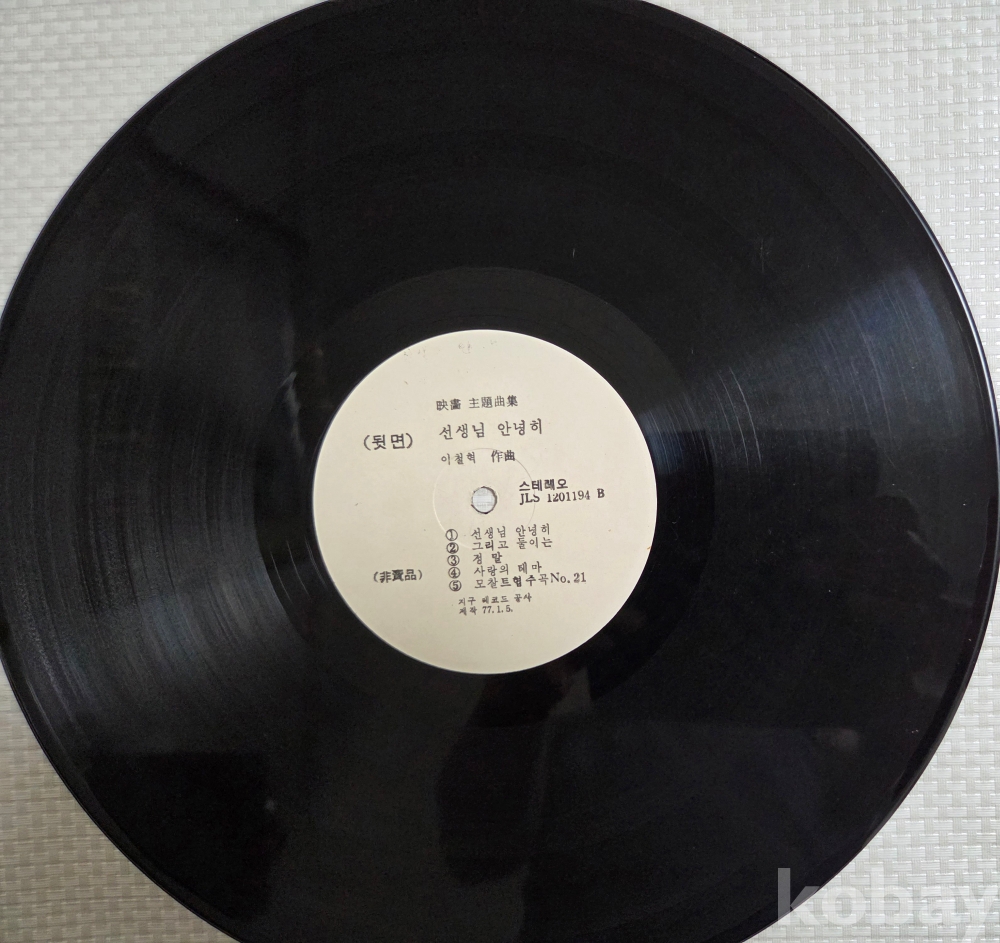 映畵 主題曲集
(뒷면) 선생님 안녕히
이철혁 作曲
스테레오
JLS 1201194 B
① 선생님 안녕히
② 그리고 둘이는
③ 정말
④ 사랑의 테마
(非賣品)
⑤ 모찰트협주곡No.21
지구 레코드 공사
제작 77.1.5.
kobay